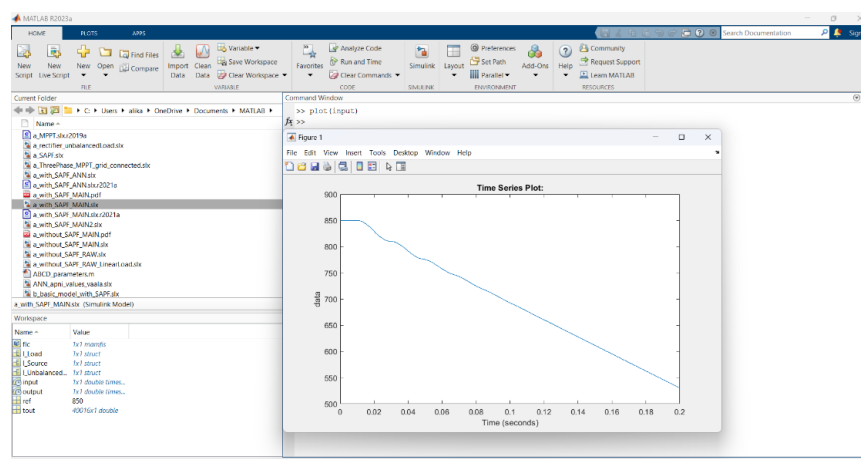 MATLAB R2023a
HOME PLOTS APPS
Search Documentation
Sign
New Script
New Live Script
New
Open
Find Files
Compare
Import Data
Clean Data
Variable
Save Workspace
Clear Workspace
Favorites
Analyze Code
Run and Time
Clear Commands
Simulink
Layout
Preferences
Set Path
Parallel
Add-Ons
Help
Community
Request Support
Learn MATLAB
FILE VARIABLE CODE SIMULINK ENVIRONMENT RESOURCES
C: Users alika OneDrive Documents MATLAB
Current Folder
Name
a_MPPT.slx.r2019a
a_rectifier_unbalancedLoad.slx
a_SAPF.slx
a_ThreePhase_MPPT_grid_connected.slx
a_with_SAPF_ANN.slx
a_with_SAPF_ANN.slx.r2021a
a_with_SAPF_MAIN.pdf
a_with_SAPF_MAIN.slx
a_with_SAPF_MAIN.slx.r2021a
a_with_SAPF_MAIN2.slx
a_without_SAPF_MAIN.pdf
a_without_SAPF_MAIN.slx
a_without_SAPF_RAW.slx
a_without_SAPF_RAW_LinearLoad.slx
ABCD_parameters.m
ANN_apni_values_vaala.slx
b_basic_model_with_SAPF.slx
a_with_SAPF_MAIN.slx (Simulink Model)
Workspace
Name Value
fic 1x1 mamfis
I_Load 1x1 struct
I_Source 1x1 struct
I_Unbalanced... 1x1 struct
input 1x1 double times...
output 1x1 double times...
ref 850
tout 40016x1 double
Command Window
>> plot(input)
fx >>
Figure 1
File Edit View Insert Tools Desktop Window Help
Time Series Plot:
900
850
800
750
700
650
600
550
500
data
0 0.02 0.04 0.06 0.08 0.1 0.12 0.14 0.16 0.18 0.2
Time (seconds)